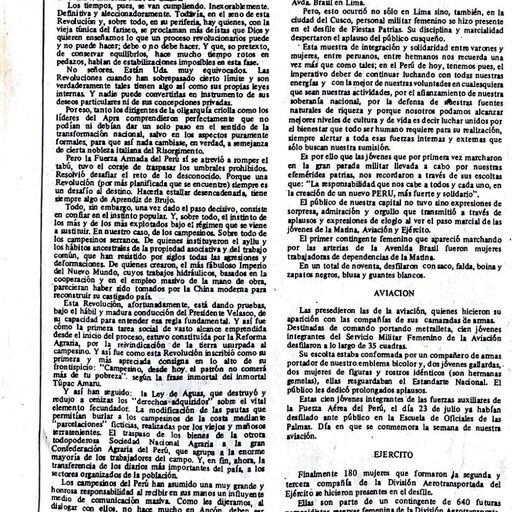 Los tiempos, pues, se van cumpliendo. Inexorablemente.
Definitiva y aleccionadoramente. Todavía, en el seno de esta
Revolución y, sobre todo, en su periferia, hay quienes, con la
vieja túnica del fariseo, se proclaman más deístas que Dios y
quieren enseñarnos lo que un proceso revolucionario puede
y no puede hacer; debe o no debe hacer. Y que, so pretexto,
de conservar equilibrios, hace mucho tiempo rotos en
pedazos, hablan de estabilizaciones imposibles en esta fase.
No señores. Están Uds. muy equivocados. Las
Revoluciones cuando han sobrepasado cierto límite y son
verdaderamente tales tienen algo así como sus propias leyes
internas. Y nadie puede convertirlas en instrumento de sus
deseos particulares ni de sus concepciones privadas.
Por eso, tanto los dirigentes de la oligarquía criolla como los
líderes del Apra comprendieron perfectamente que no
podían ni debían dar un solo paso en el sentido de la
transformación nacional, salvo en los aspectos puramente
formales, para que así nada cambiase, en verdad, a semejanza
de cierta nobleza italiana del Risorgimento.
Pero la Fuerza Armada del Perú sí se atrevió a romper el
tabú, tuvo el coraje de traspasar los umbrales prohibidos.
Resolvió desafiar el reto de lo desconocido. Porque una
Revolución (por más planificada que se encuentre) siempre es
un desafío al destino. Hacerla estallar desencadenarla, tiene
siempre algo de Aprendiz de Brujo.
Todo, sin embargo, una vez dado el paso decisivo, consiste
en confiar en el instinto popular. Y, sobre todo, el instinto de
los más y de los más explotados bajo el régimen que se viene
a sustituir. En nuestro caso, de los campesinos. Sobre todo de
los campesinos serranos. De quienes instituyeron el ayllu y
los hábitos ancestrales de la propiedad asociativa y del trabajo
común, que han resistido por siglos todas las agresiones y
deformaciones. De quienes crearon, el más fabuloso Imperio
del Nuevo Mundo, cuyos trabajos hidráulicos, basados en la
cooperación y en el empleo masivo de la mano de obra,
parecieran haber sido tomados por la China moderna para
reconstruir su castigado país.
Esta Revolución, afortunadamente, está dando pruebas,
bajo el hábil y madura conducción del Presidente Velasco, de
su capacidad para entender esa regla fundamental. Y así fue
como la primera tarea social de vasto alcance emprendida
desde el inicio del proceso, estuvo constituída por la Reforma
Agraria, por la reivindicación de la tierra usurpada al
campesino. Y así fue como esta Revolución inscribió como su
primera y más apreciada consigna en lo alto de su
frontispicio: "Campesino, desde hoy, el patrón no comerá
más de tu pobreza". según la frase inmortal del inmortal
Túpac Amaru.
Y así han seguido: la Ley de Aguas, que destruyó y
redujo a cenizas los "derechos adquiridos" sobre el vital
elemento fecundador. La modificación de las pautas que
permitían burlar a los campesinos de la costa mediante
"parcelaciones" ficticias, realizadas por los viejos y mañosos
terratenientes. El traspaso de los bienes de la otrora
todopoderosa Sociedad Nacional Agraria a la gran
Confederación Agraria del Perú, que agrupa a la enorme
mayoría de los trabajadores del campo. Y, en fin, ahora, la
transferencia de los diarios más importantes del país, a los
sectores organizados de la población.
Los campesinos del Perú han asumido una muy grande y
honrosa responsabilidad al recibir en sus manos un influyente
medio de comunicación masiva. Como les dijeramos, al
dialogar con ellos, no hace mucho en Ancón, deben ser
Avda. Brasil en Lima.
Pero, esto ocurrió no sólo en Lima sino, también, en la
ciudad del Cusco, personal militar femenino se hizo presente
en el desfile de Fiestas Patrias. Su disciplina y marcialidad
despertaron el aplauso del público cusqueño.
Esta muestra de integración y solidaridad entre varones y
mujeres, entre peruanos, entre hermanos nos recuerda una
vez más que como tales; en el Perú de hoy, tenemos pues, el
imperativo deber de continuar luchando con todas nuestras
energías y con lo mejor de nuestras voluntades en cualquiera
que sean nuestras actividades, por el afianzamiento de nuestra
soberanía nacional, por la defensa de nuestras fuentes
naturales de riqueza y porque nosotros podamos alcanzar
mejores niveles de cultura y de vida es decir luchar unidos por
el bienestar que todo ser humano requiere para su realización,
siempre alertar a toda esas fuerzas internas y externas que
sólo buscan nuestra sumisión.
Es por ello que las jóvenes que por primera vez marcharon
en la gran parada militar llevada a cabo por nuestras
efemérides patrias, nos recordaron a través de sus escolta
que: "La responsabilidad que nos cabe a todos y cada uno, en
la creación de un nuevo PERU, más fuerte y solidario".
El público de nuestra capital no tuvo sino expresiones de
sorpresa, admiración y orgullo que transmitió a través de
aplausos y expresiones de elogio al ver el paso marcial de las
jóvenes de la Marina, Aviación y Ejército.
El primer contingente femenino que apareció marchando
por las arterias de la Avenida Brasil fueron mujeres
trabajadoras de dependencias de la Marina.
En un total de noventa, desfilaron con saco, falda, boina y
zapatos negros, blusa y guantes blancos.
AVIACION
Las presedieron las de la aviación, quienes hicieron su
aparición con la compañías de sus camaradas de armas.
Destinadas de comando portando metralleta, cien jóvenes
integrantes del Servicio Militar Femenino de la Aviación
desfilaron a lo largo de 35 cuadras.
Su escolta estaba conformada por un compañero de armas
portador de nuestro emblema bicolor y, dos jóvenes gallardas,
dos mujeres de figuras y rostros idénticos (son hermanas
gemelas), ellas resguardaban el Estandarte Nacional. El
público les dedicó prolongados aplausos.
Estas cien jóvenes integrantes de las fuerzas auxiliares de
la Fuerza Aérea del Perú, el día 23 de julio ya habían
desfilado ante público en la Escuela de Oficiales de las
Palmas. Día en que se conmemora la semana de nuestra
aviación.
EJERCITO
Finalmente 180 mujeres que formaron la segunda y
tercera compañía de la División Aerotransportada del
Ejército se hicieron presentes en el desfile.
Ellas son parte de un contingente de 640 futuras